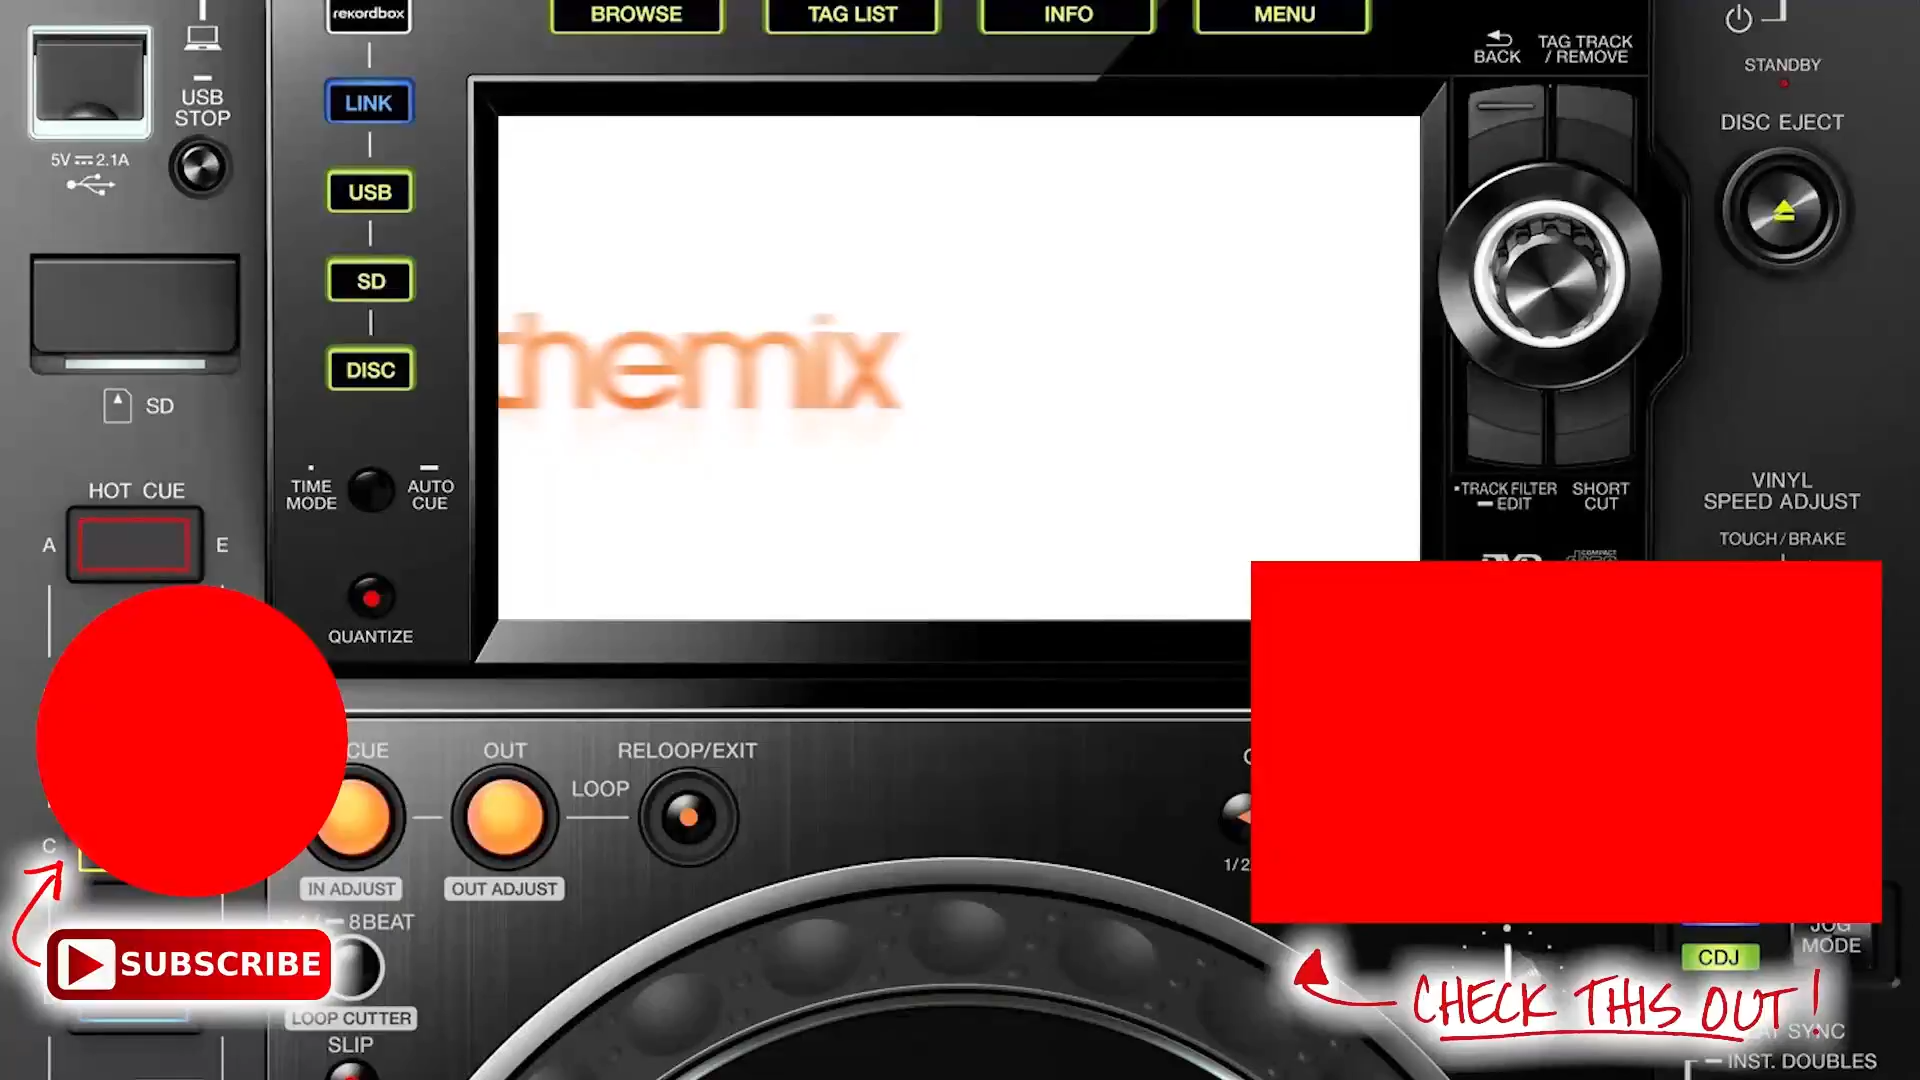 rekordbox
BROWSE
TAG LIST
INFO
MENU
BACK
TAG TRACK
/ REMOVE
STANDBY
DISC EJECT
USB
STOP
5V 2.1A
LINK
USB
SD
DISC
SD
themix
TIME
MODE
AUTO
CUE
QUANTIZE
HOT CUE
A
E
C
TRACK FILTER
EDIT
SHORT
CUT
VINYL
SPEED ADJUST
TOUCH/BRAKE
CUE
OUT
RELOOP/EXIT
LOOP
IN ADJUST
OUT ADJUST
8BEAT
1/2
SUBSCRIBE
LOOP CUTTER
SLIP
JOG
MODE
CDJ
CHECK THIS OUT!
SYNC
INST. DOUBLES